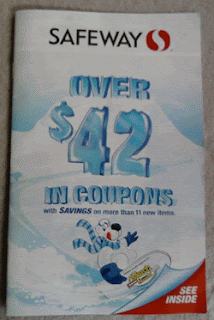 SAFEWAY
OVER
$42
IN COUPONS
with SAVINGS on more than 11 new items.
SEE
INSIDE